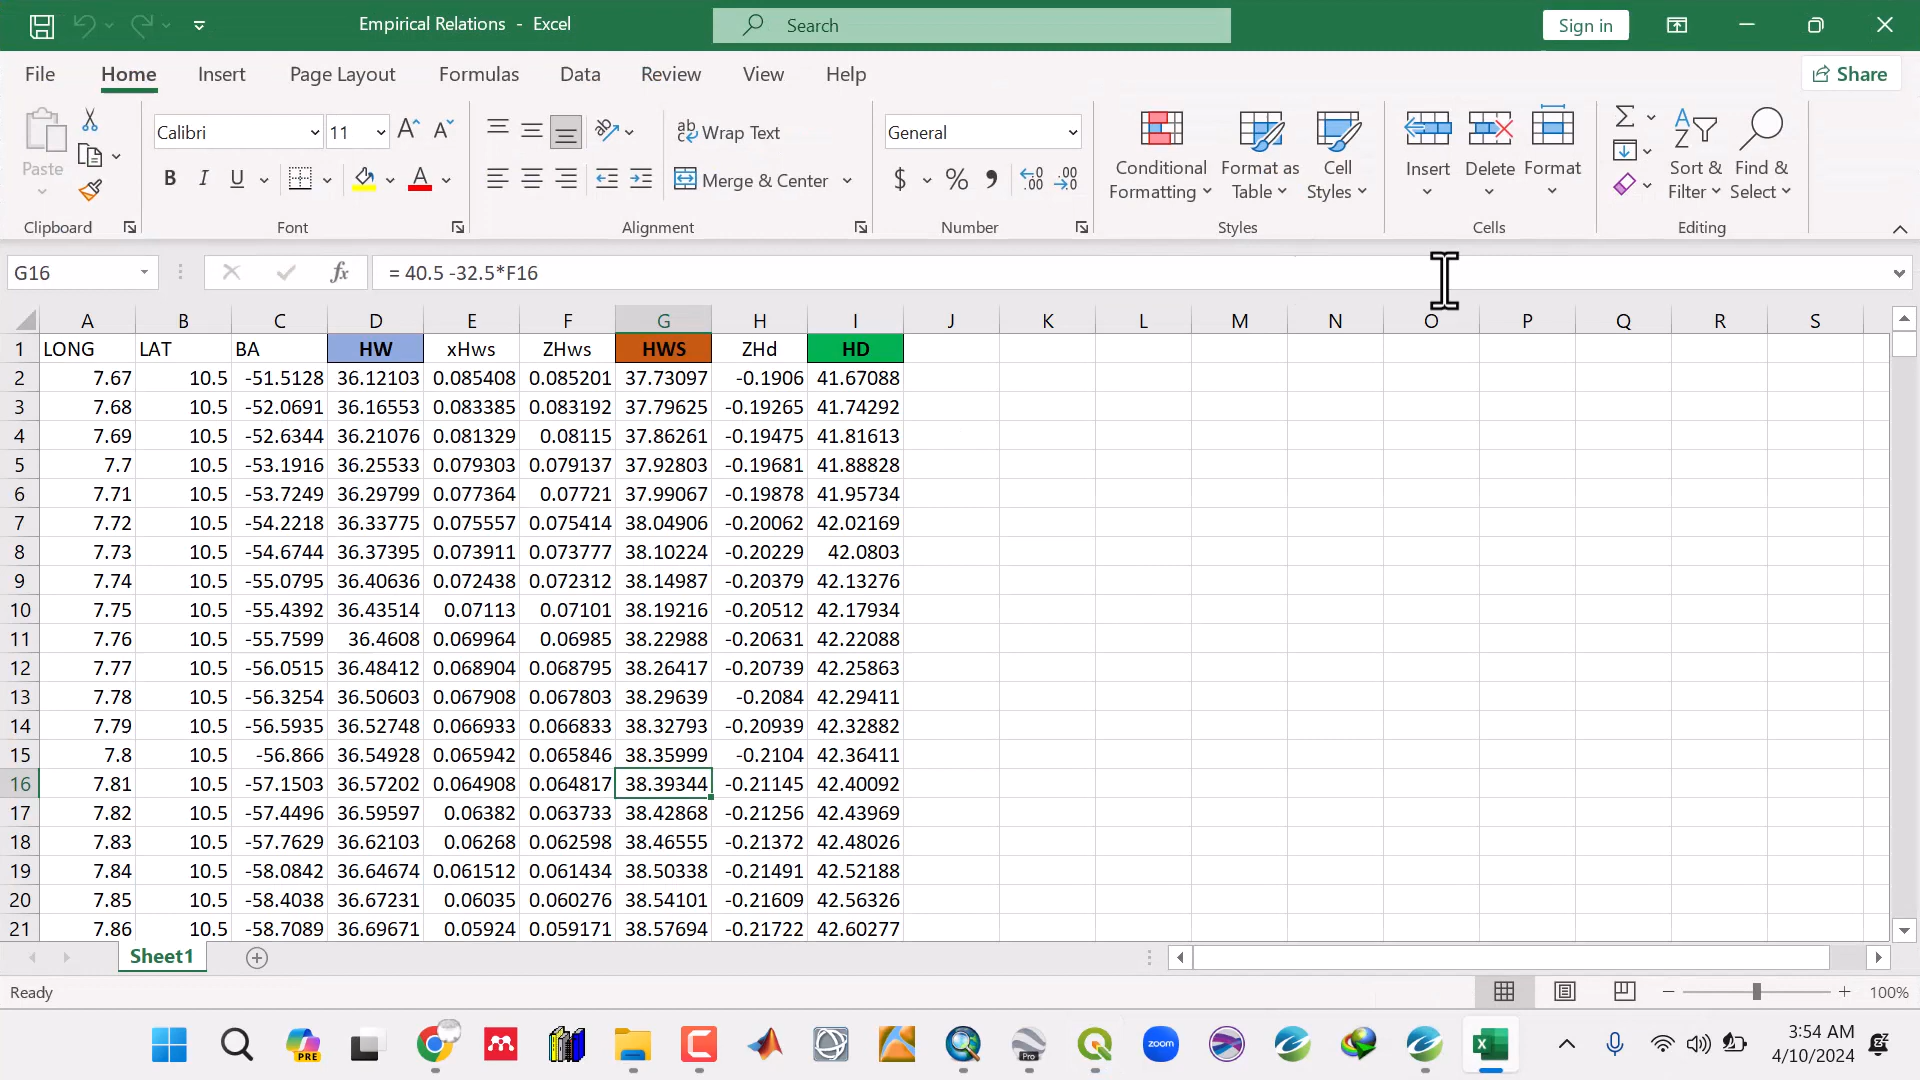 Empirical Relations - Excel
Search
Sign in
File Home Insert Page Layout Formulas Data Review View Help
Share
Paste
Calibri 11
B I U
A
ab Wrap Text
Merge & Center
General
$ % 9
Conditional Formatting
Format as Table
Cell Styles
Insert Delete Format
Sort & Filter
Find & Select
Clipboard Font Alignment Number Styles Cells Editing
G16 fx = 40.5 -32.5*F16
A B C D E F G H I J K L M N O P Q R S
1 LONG LAT BA HW xHws ZHws HWS ZHd HD
2 7.67 10.5 -51.5128 36.12103 0.085408 0.085201 37.73097 -0.1906 41.67088
3 7.68 10.5 -52.0691 36.16553 0.083385 0.083192 37.79625 -0.19265 41.74292
4 7.69 10.5 -52.6344 36.21076 0.081329 0.08115 37.86261 -0.19475 41.81613
5 7.7 10.5 -53.1916 36.25533 0.079303 0.079137 37.92803 -0.19681 41.88828
6 7.71 10.5 -53.7249 36.29799 0.077364 0.07721 37.99067 -0.19878 41.95734
7 7.72 10.5 -54.2218 36.33775 0.075557 0.075414 38.04906 -0.20062 42.02169
8 7.73 10.5 -54.6744 36.37395 0.073911 0.073777 38.10224 -0.20229 42.0803
9 7.74 10.5 -55.0795 36.40636 0.072438 0.072312 38.14987 -0.20379 42.13276
10 7.75 10.5 -55.4392 36.43514 0.07113 0.07101 38.19216 -0.20512 42.17934
11 7.76 10.5 -55.7599 36.4608 0.069964 0.06985 38.22988 -0.20631 42.22088
12 7.77 10.5 -56.0515 36.48412 0.068904 0.068795 38.26417 -0.20739 42.25863
13 7.78 10.5 -56.3254 36.50603 0.067908 0.067803 38.29639 -0.2084 42.29411
14 7.79 10.5 -56.5935 36.52748 0.066933 0.066833 38.32793 -0.20939 42.32882
15 7.8 10.5 -56.866 36.54928 0.065942 0.065846 38.35999 -0.2104 42.36411
16 7.81 10.5 -57.1503 36.57202 0.064908 0.064817 38.39344 -0.21145 42.40092
17 7.82 10.5 -57.4496 36.59597 0.06382 0.063733 38.42868 -0.21256 42.43969
18 7.83 10.5 -57.7629 36.62103 0.06268 0.062598 38.46555 -0.21373 42.48026
19 7.84 10.5 -58.0842 36.64674 0.061512 0.061434 38.50338 -0.21491 42.52188
20 7.85 10.5 -58.4038 36.67231 0.06035 0.060276 38.54101 -0.21609 42.56326
21 7.86 10.5 -58.7089 36.69671 0.05924 0.059171 38.57694 -0.21722 42.60277
Sheet1
Ready
100%
PRE
Pro
zoom
3:54 AM
4/10/2024